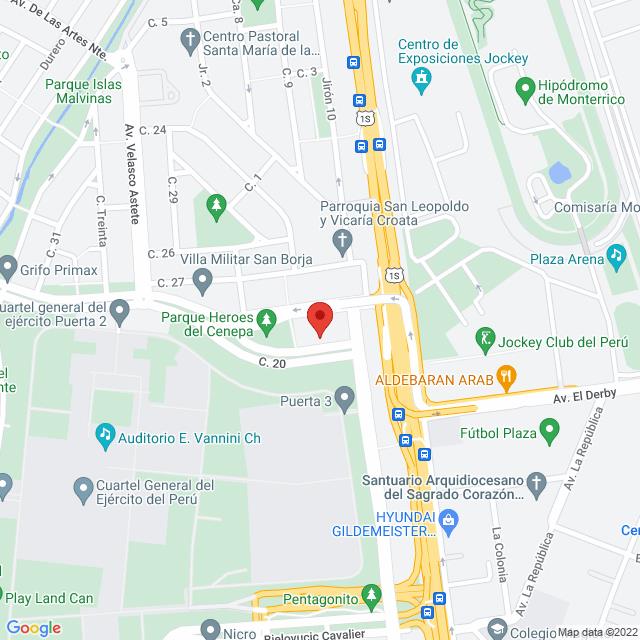 Av. De Las Artes Nte.
Durero
C. 5
Ca. 8
Centro Pastoral
Santa María de la...
C. 9
C. 3
Jr. 2
Jirón 10
Centro de
Exposiciones Jockey
Hipódromo
de Monterrico
Parque Islas
Malvinas
1S
Av. Velasco Astete
C. 24
C. 1
C. 29
C. Treinta
C. 31
Parroquia San Leopoldo
y Vicaría Croata
Comisaría Mo
C. 26
Villa Militar San Borja
Plaza Arena
Grifo Primax
C. 27
1S
Cuartel general del
ejército Puerta 2
Parque Heroes
del Cenepa
Jockey Club del Perú
C. 20
ALDEBARAN ARAB
Av. El Derby
Puerta 3
Fútbol Plaza
Av. La República
Auditorio E. Vannini Ch
Cuartel General del
Ejército del Perú
Santuario Arquidiocesano
del Sagrado Corazón...
HYUNDAI
GILDEMEISTER...
La Colonia
Av. La República
Cen
Play Land Can
Pentagonito
Google
Nicro
Bielovucic Cavalier
Colegio
Map data ©2022